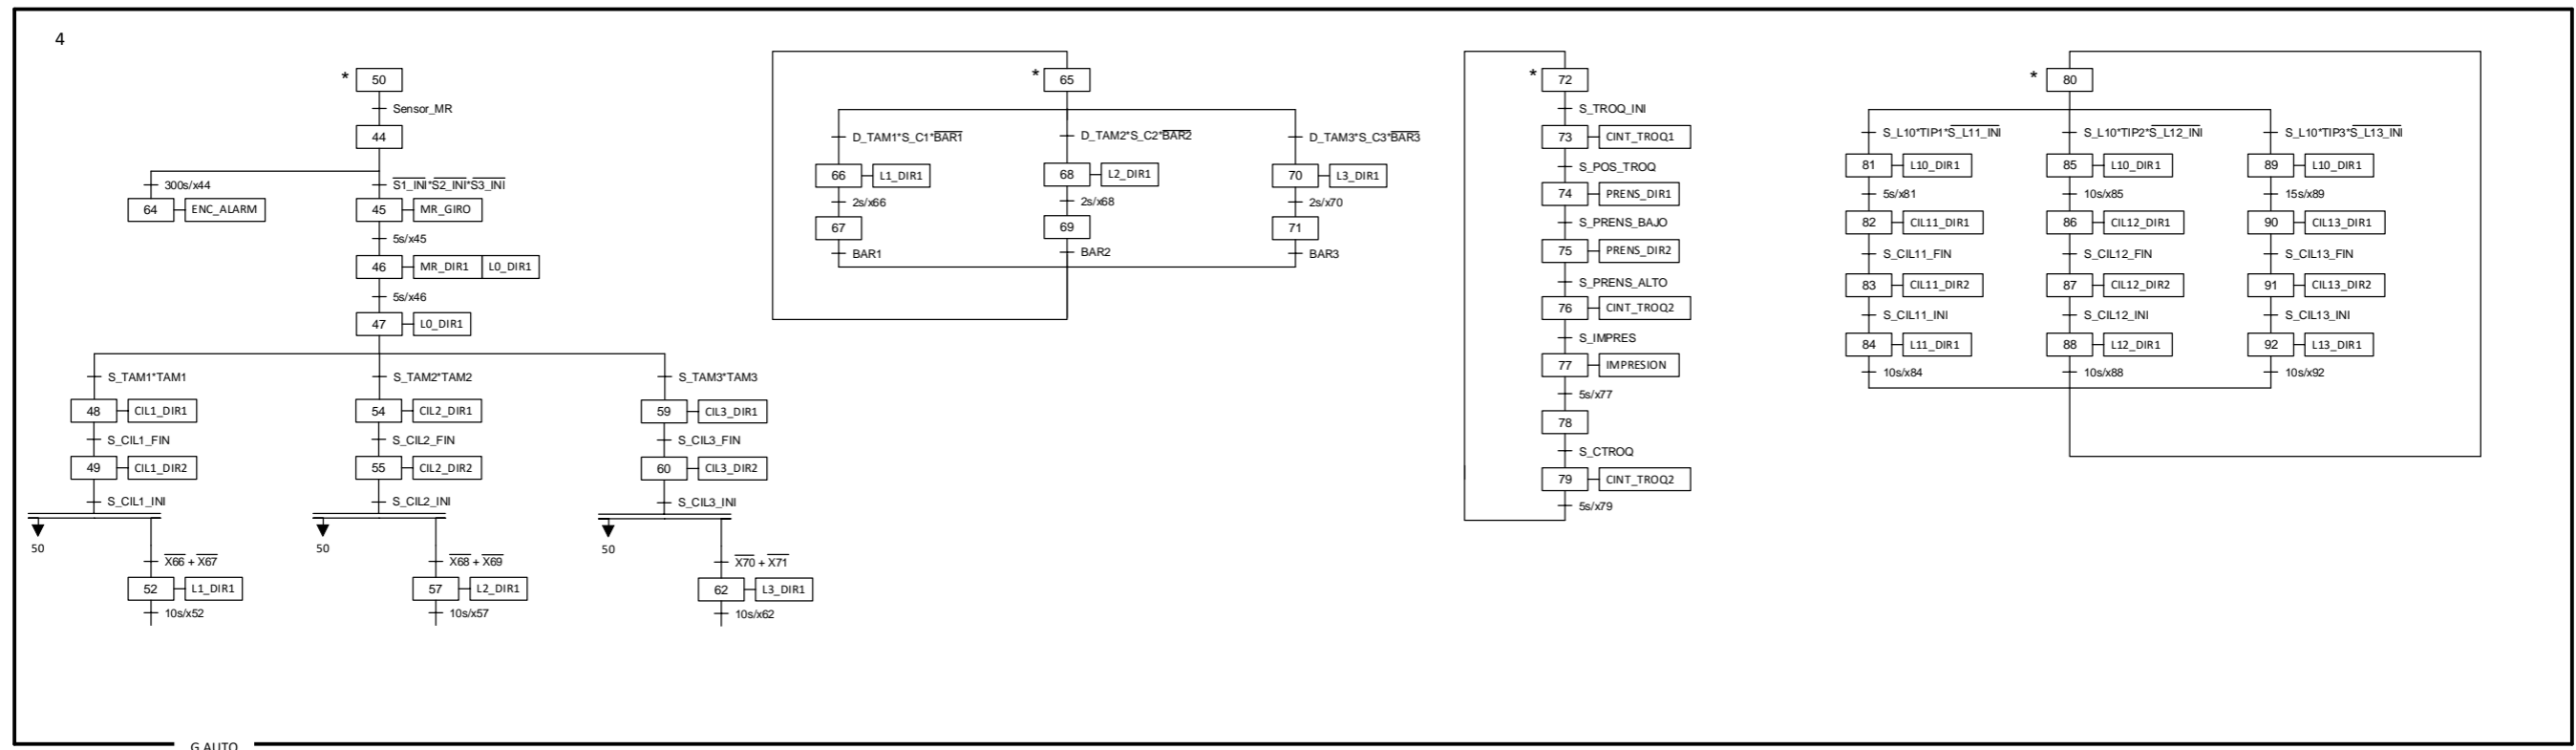 4
* 50
Sensor_MR
44
300s/x44
S1_INI*S2_INI*S3_INI
64 ENC_ALARM
45 MR_GIRO
5s/x45
46 MR_DIR1 L0_DIR1
5s/x46
47 L0_DIR1
S_TAM1*TAM1
S_TAM2*TAM2
S_TAM3*TAM3
48 CIL1_DIR1
54 CIL2_DIR1
59 CIL3_DIR1
S_CIL1_FIN
S_CIL2_FIN
S_CIL3_FIN
49 CIL1_DIR2
55 CIL2_DIR2
60 CIL3_DIR2
S_CIL1_INI
S_CIL2_INI
S_CIL3_INI
50
50
50
X66 + X67
X68 + X69
X70 + X71
52 L1_DIR1
57 L2_DIR1
62 L3_DIR1
10s/x52
10s/x57
10s/x62
* 65
D_TAM1*S_C1*BAR1
D_TAM2*S_C2*BAR2
D_TAM3*S_C3*BAR3
66 L1_DIR1
68 L2_DIR1
70 L3_DIR1
2s/x66
2s/x68
2s/x70
67
69
71
BAR1
BAR2
BAR3
* 72
S_TROQ_INI
73 CINT_TROQ1
S_POS_TROQ
74 PRENS_DIR1
S_PRENS_BAJO
75 PRENS_DIR2
S_PRENS_ALTO
76 CINT_TROQ2
S_IMPRES
77 IMPRESION
5s/x77
78
S_CTROQ
79 CINT_TROQ2
5s/x79
* 80
S_L10*TIP1*S_L11_INI
S_L10*TIP2*S_L12_INI
S_L10*TIP3*S_L13_INI
81 L10_DIR1
85 L10_DIR1
89 L10_DIR1
5s/x81
10s/x85
15s/x89
82 CIL11_DIR1
86 CIL12_DIR1
90 CIL13_DIR1
S_CIL11_FIN
S_CIL12_FIN
S_CIL13_FIN
83 CIL11_DIR2
87 CIL12_DIR2
91 CIL13_DIR2
S_CIL11_INI
S_CIL12_INI
S_CIL13_INI
84 L11_DIR1
88 L12_DIR1
92 L13_DIR1
10s/x84
10s/x88
10s/x92
G AUTO